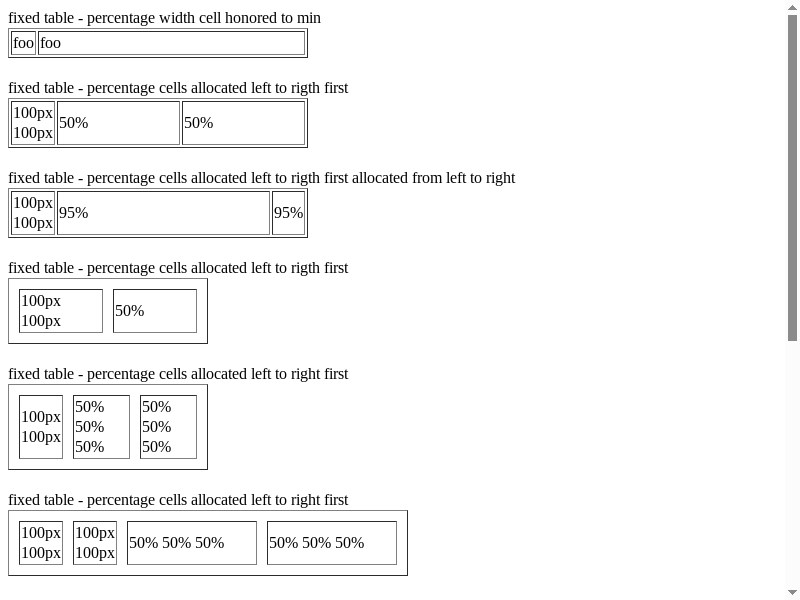 fixed table - percentage width cell honored to min
foo foo
fixed table - percentage cells allocated left to rigth first
100px
100px
50%
50%
fixed table - percentage cells allocated left to rigth first allocated from left to right
100px
100px
95%
95%
fixed table - percentage cells allocated left to rigth first
100px
100px
50%
fixed table - percentage cells allocated left to rigth first
100px
100px
50%
50%
50%
50%
50%
50%
fixed table - percentage cells allocated left to right first
100px
100px
100px
100px
50% 50% 50%
50% 50% 50%